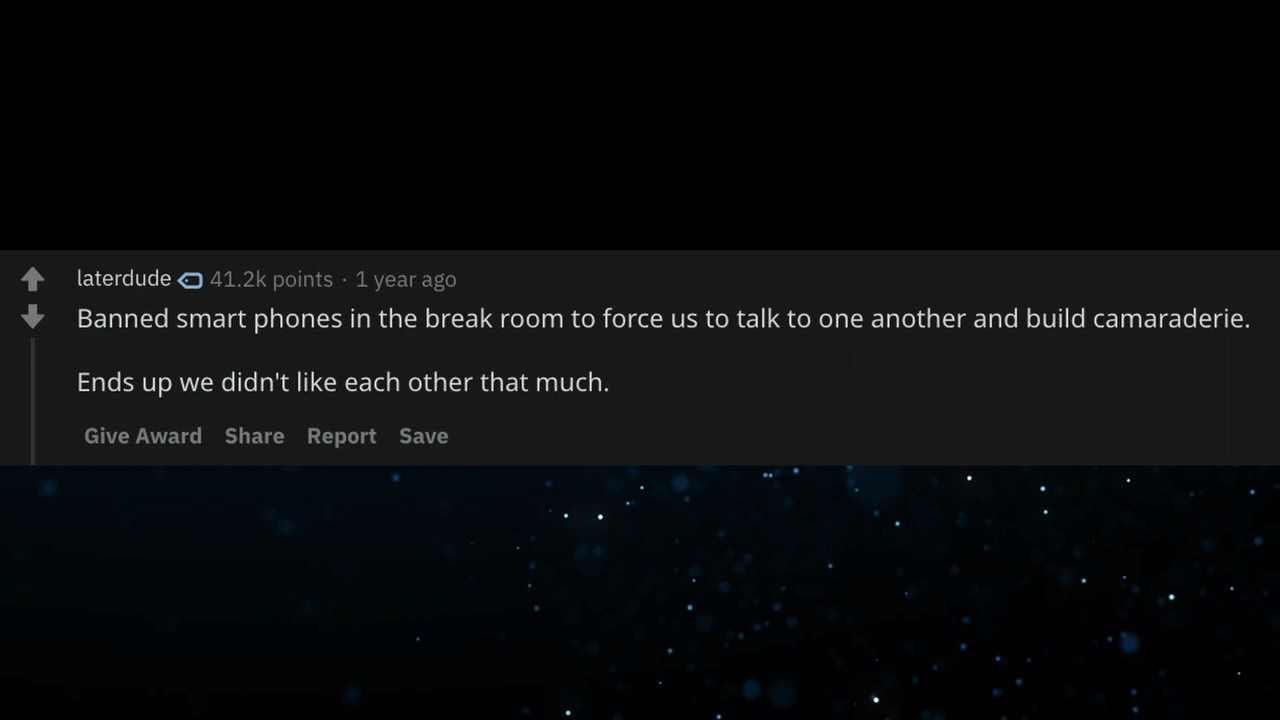 laterdude 41.2k points · 1 year ago
Banned smart phones in the break room to force us to talk to one another and build camaraderie.
Ends up we didn't like each other that much.
Give Award Share Report Save